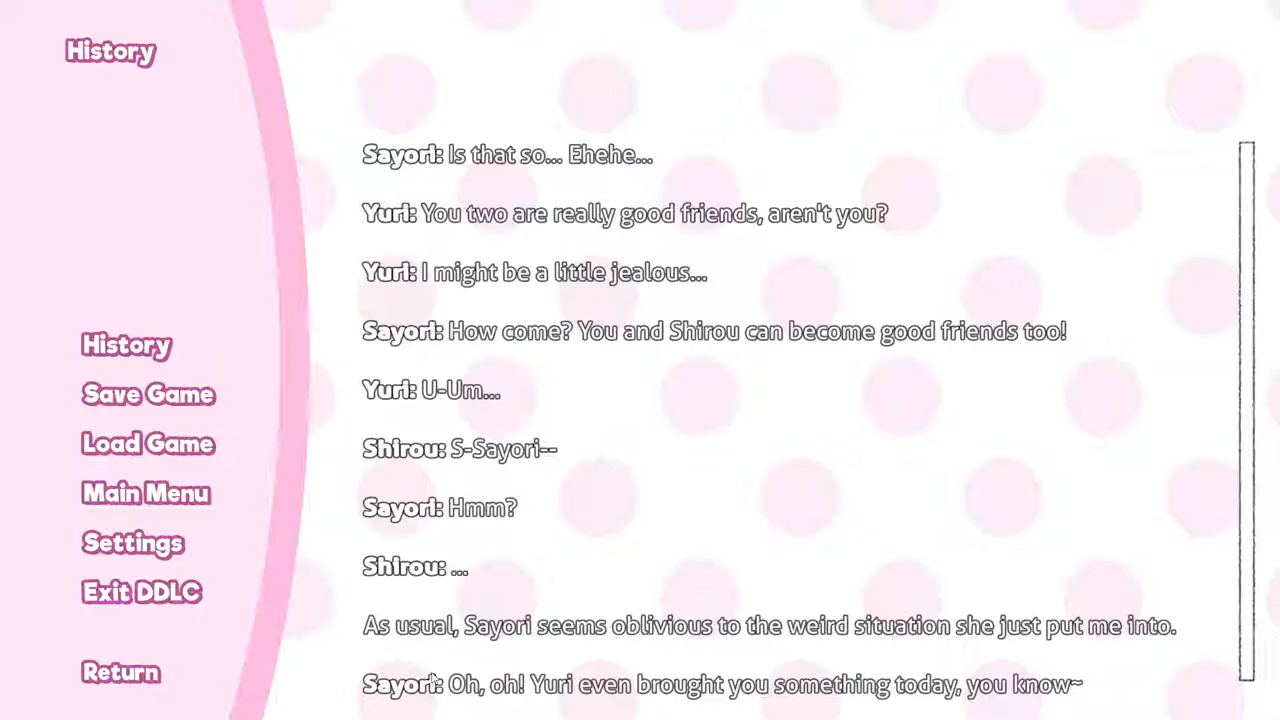 History
Sayori: Is that so... Ehehe...
Yuri: You two are really good friends, aren't you?
Yuri: I might be a little jealous...
Sayori: How come? You and Shirou can become good friends too!
Yuri: U-Um...
Shirou: S-Sayori--
Sayori: Hmm?
Shirou: ...
As usual, Sayori seems oblivious to the weird situation she just put me into.
Sayori: Oh, oh! Yuri even brought you something today, you know~
History
Save Game
Load Game
Main Menu
Settings
Exit DDLC
Return